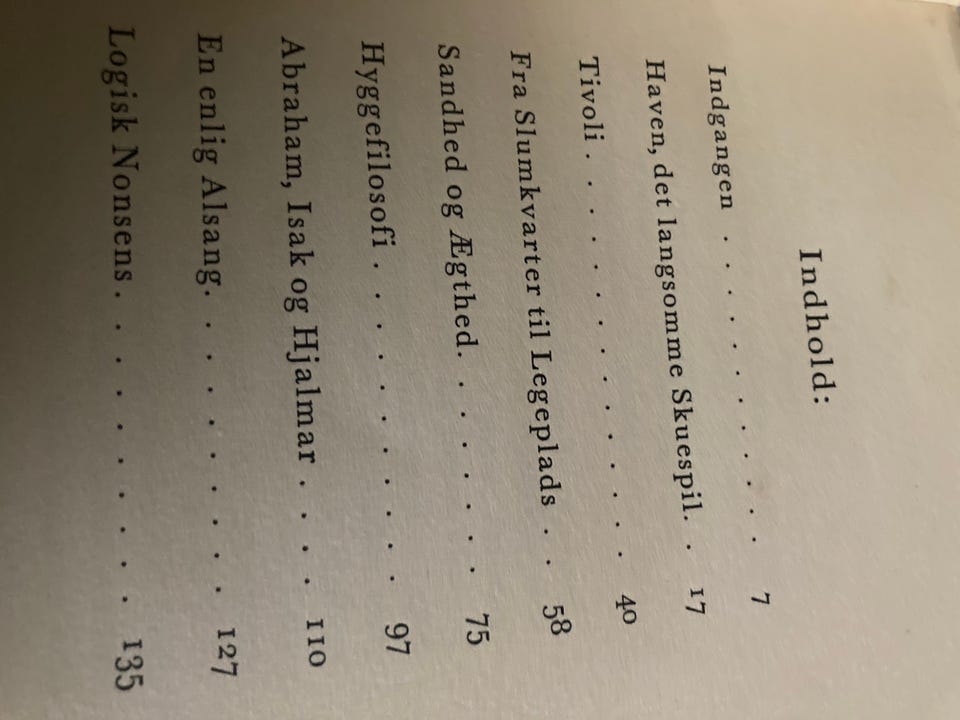 Indhold:
Indgangen . . . . . . . . . . . . 7
Haven, det langsomme Skuespil. . 17
Tivoli . . . . . . . . . . . . . . . 40
Fra Slumkvarter til Legeplads . . 58
Sandhed og Ægthed. . . . . . . . 75
Hyggefilosofi . . . . . . . . . . . 97
Abraham, Isak og Hjalmar . . . . 110
En enlig Alsang. . . . . . . . . . 127
Logisk Nonsens . . . . . . . . . . 135